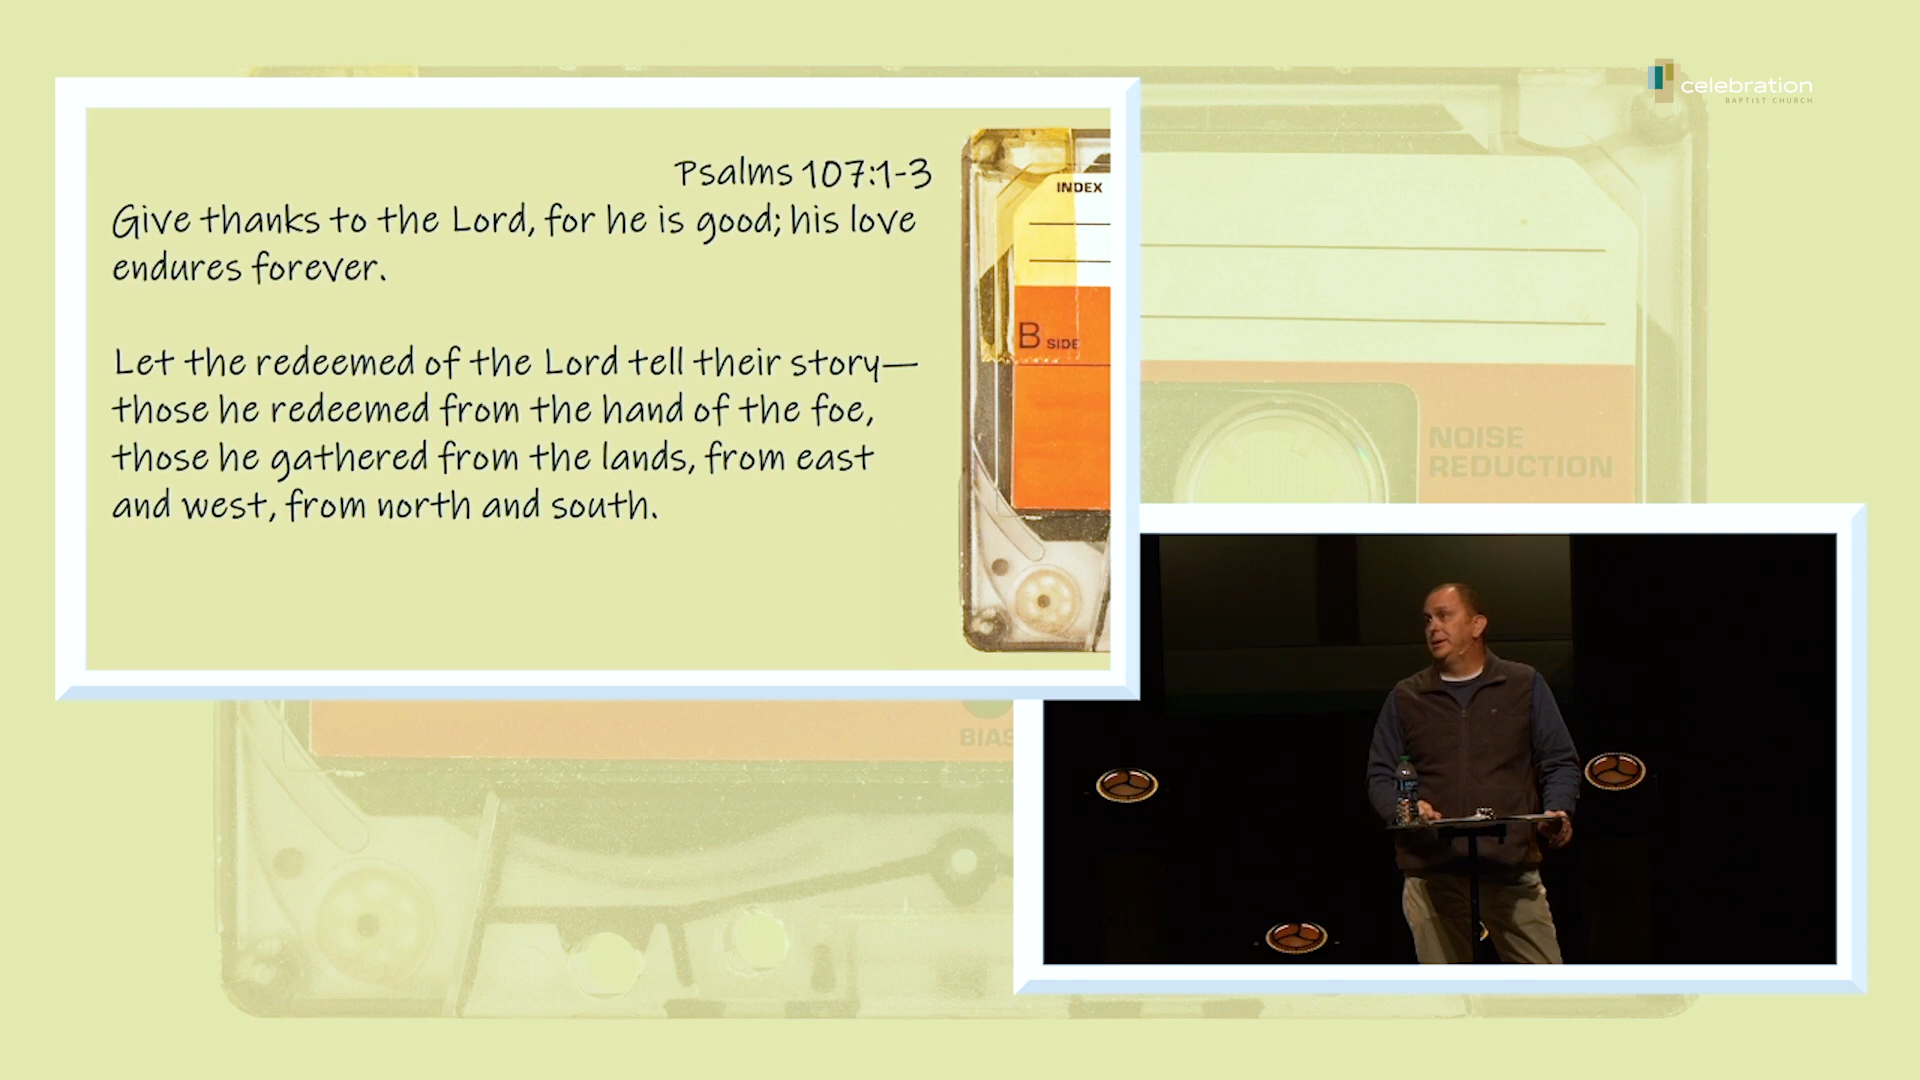 celebration
BAPTIST CHURCH
Psalms 107:1-3
Give thanks to the Lord, for he is good; his love
endures forever.
Let the redeemed of the Lord tell their story—
those he redeemed from the hand of the foe,
those he gathered from the lands, from east
and west, from north and south.
INDEX
B SIDE
NOISE
REDUCTION
BIAS